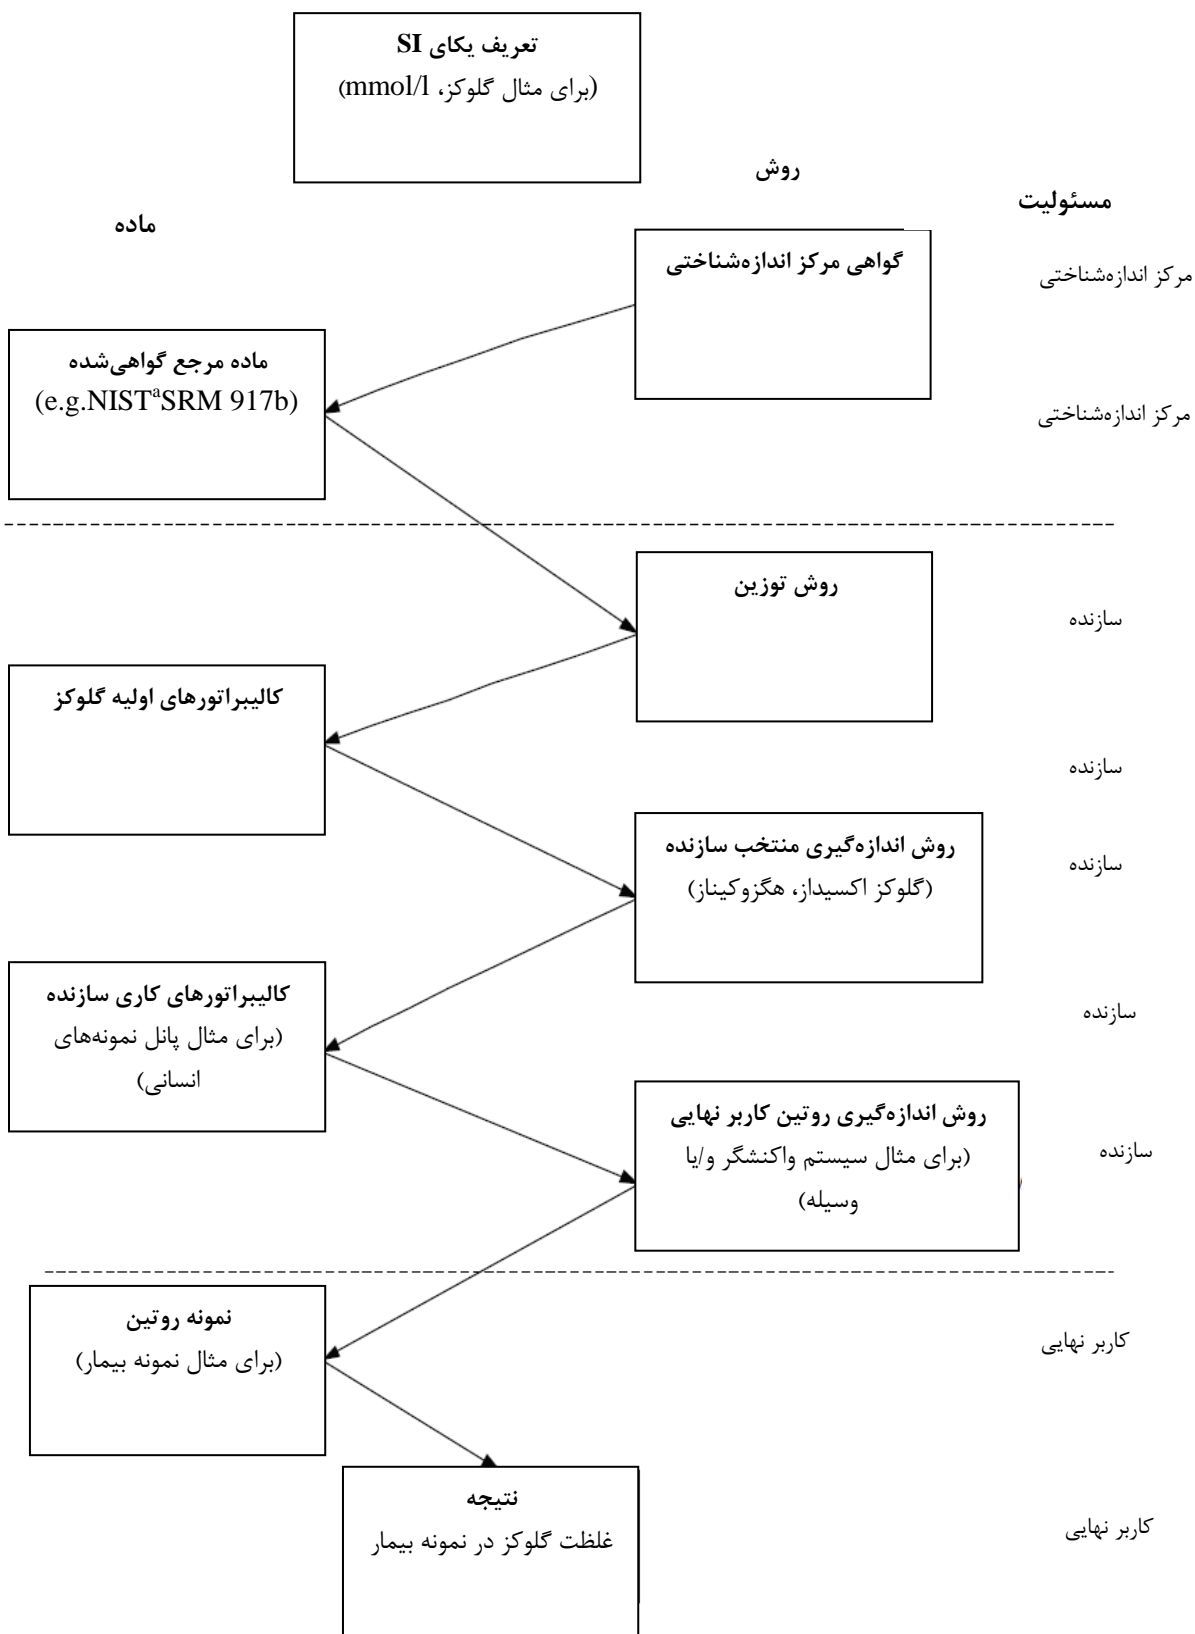 تعریف یکای SI
(برای مثال گلوکز، mmol/l)
روش
مسئولیت
ماده
گواهی مرکز اندازه‌شناختی
مرکز اندازه‌شناختی
ماده مرجع گواهی‌شده
(e.g.NISTᵃSRM 917b)
مرکز اندازه‌شناختی
روش توزین
سازنده
کالیبراتورهای اولیه گلوکز
سازنده
روش اندازه‌گیری منتخب سازنده
(گلوکز اکسیداز، هگزوکیناز)
سازنده
کالیبراتورهای کاری سازنده
(برای مثال پانل نمونه‌های
انسانی)
سازنده
روش اندازه‌گیری روتین کاربر نهایی
(برای مثال سیستم واکنشگر و/یا
وسیله)
سازنده
نمونه روتین
(برای مثال نمونه بیمار)
کاربر نهایی
نتیجه
غلظت گلوکز در نمونه بیمار
کاربر نهایی